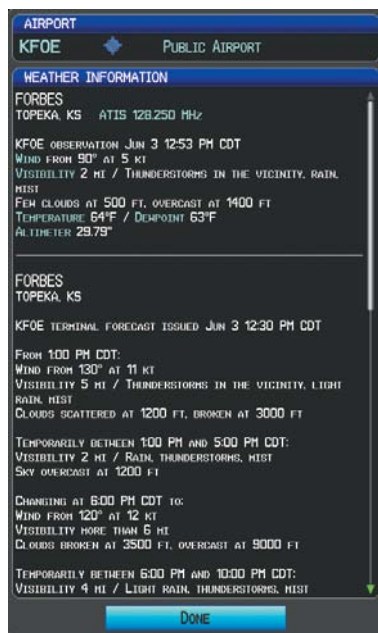 AIRPORT
KFOE PUBLIC AIRPORT
WEATHER INFORMATION
FORBES
TOPEKA, KS ATIS 128.250 MHz
KFOE OBSERVATION JUN 3 12:53 PM CDT
WIND FROM 90° AT 5 KT
VISIBILITY 2 MI / THUNDERSTORMS IN THE VICINITY, RAIN,
MIST
FEW CLOUDS AT 500 FT, OVERCAST AT 1400 FT
TEMPERATURE 64°F / DEWPOINT 63°F
ALTIMETER 29.79"
FORBES
TOPEKA, KS
KFOE TERMINAL FORECAST ISSUED JUN 3 12:30 PM CDT
FROM 1:00 PM CDT:
WIND FROM 130° AT 11 KT
VISIBILITY 5 MI / THUNDERSTORMS IN THE VICINITY, LIGHT
RAIN, MIST
CLOUDS SCATTERED AT 1200 FT, BROKEN AT 3000 FT
TEMPORARILY BETWEEN 1:00 PM AND 5:00 PM CDT:
VISIBILITY 2 MI / RAIN, THUNDERSTORMS, MIST
SKY OVERCAST AT 1200 FT
CHANGING AT 6:00 PM CDT TO:
WIND FROM 120° AT 12 KT
VISIBILITY MORE THAN 6 MI
CLOUDS BROKEN AT 3500 FT, OVERCAST AT 9000 FT
TEMPORARILY BETWEEN 6:00 PM AND 10:00 PM CDT:
VISIBILITY 4 MI / LIGHT RAIN, THUNDERSTORMS, MIST
DONE